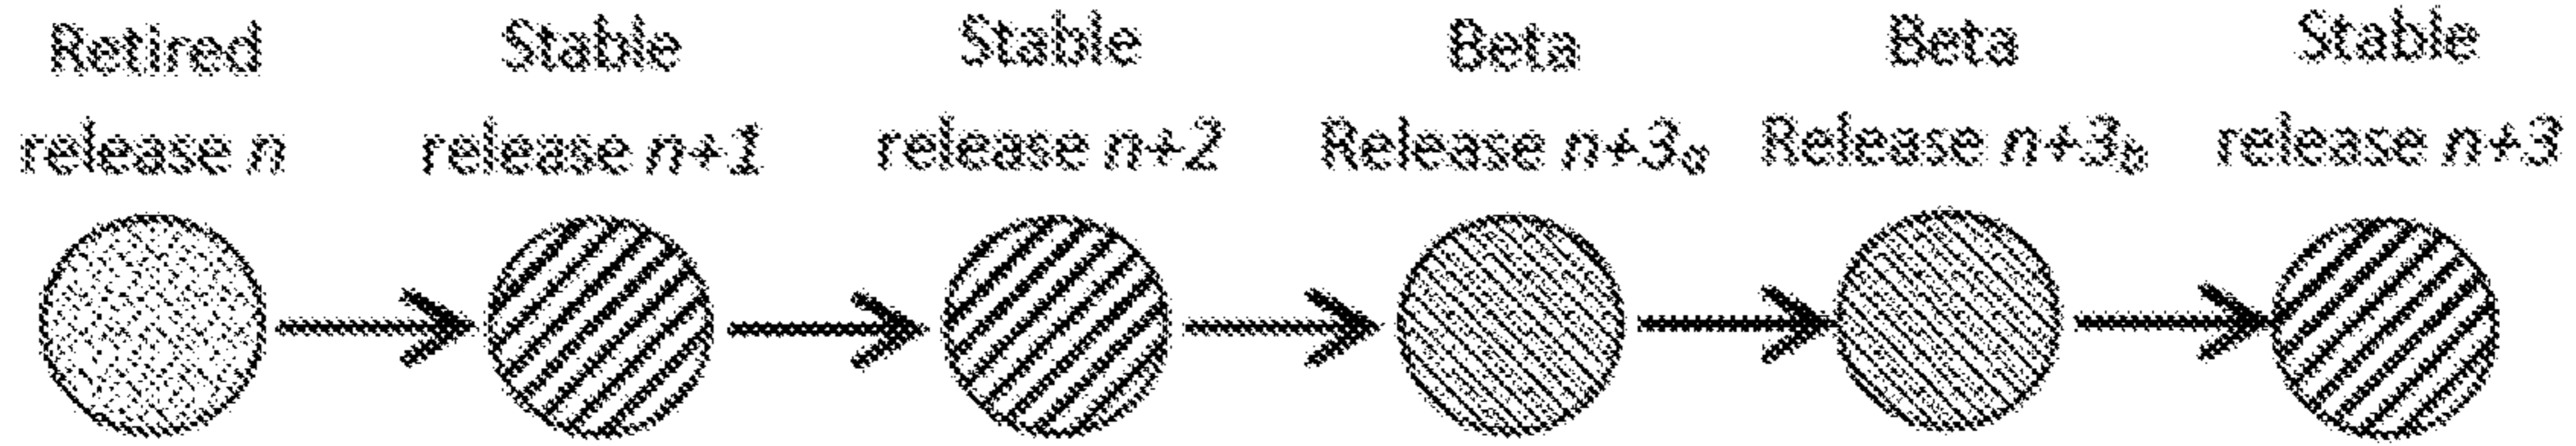 Retired
release n
Stable
release n+1
Stable
release n+2
Beta
Release n+3a
Beta
Release n+3b
Stable
release n+3